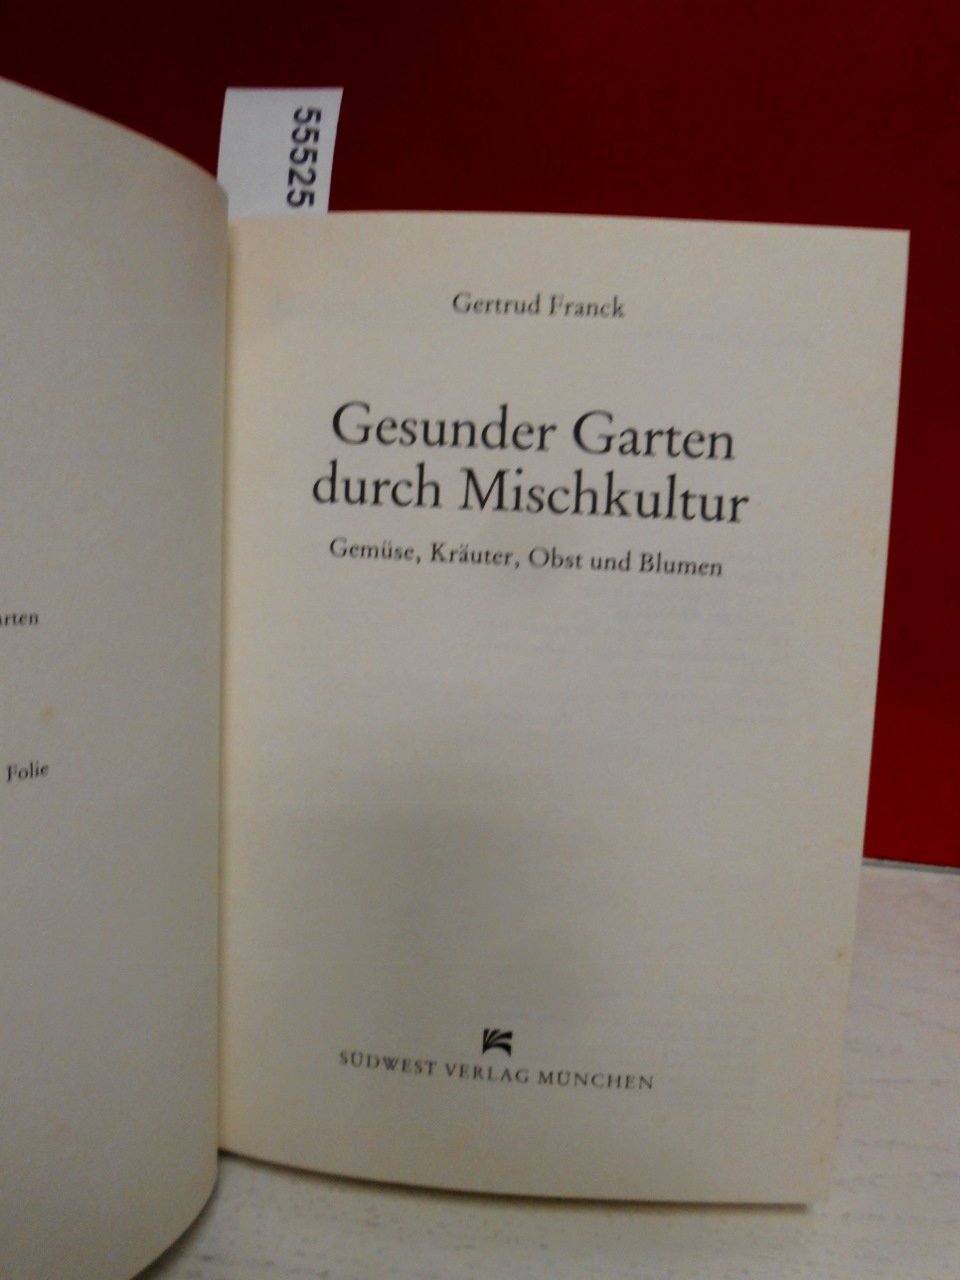 55525
arten
Folie
Gertrud Franck
Gesunder Garten
durch Mischkultur
Gemüse, Kräuter, Obst und Blumen
SÜDWEST VERLAG MÜNCHEN